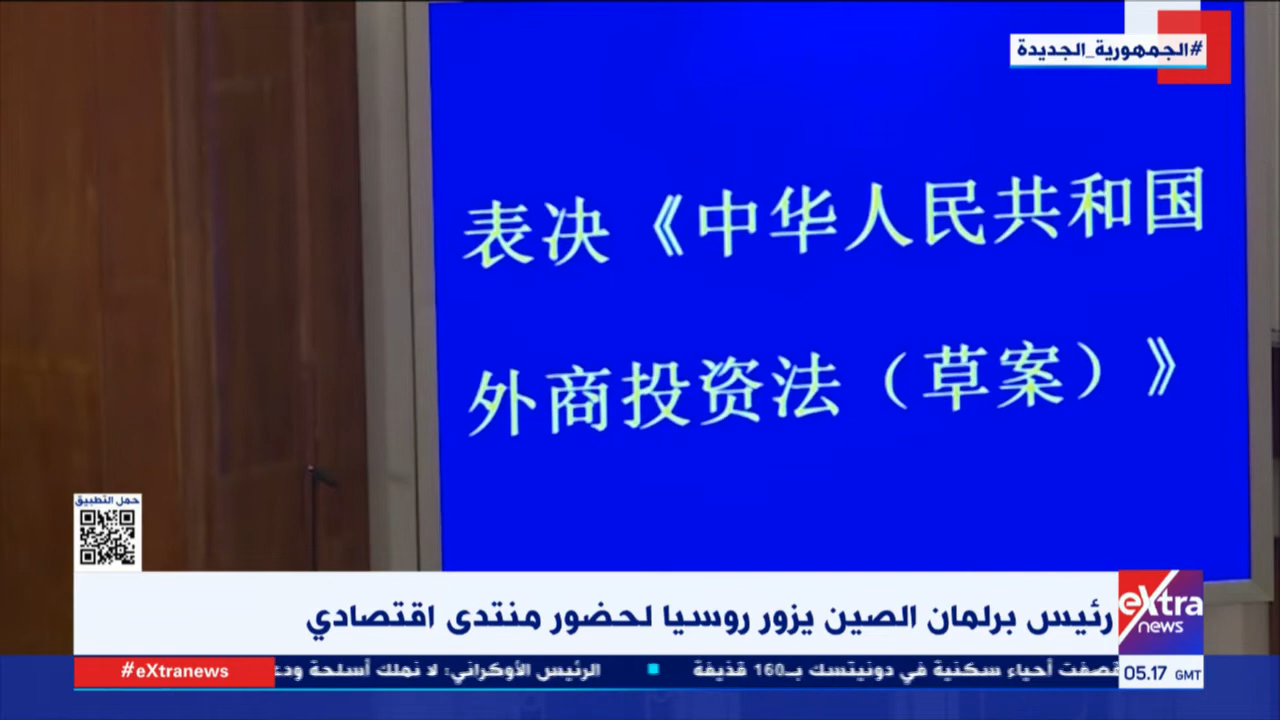 #الجمهورية_الجديدة
表决《中华人民共和国
外商投资法（草案）》
حمل التطبيق
رئيس برلمان الصين يزور روسيا لحضور منتدى اقتصادي
eXtra
news
قصفت أحياء سكنية في دونيتسك بـ160 قذيفة
الرئيس الأوكراني: لا نملك أسلحة
#eXtranews
05.17 GMT